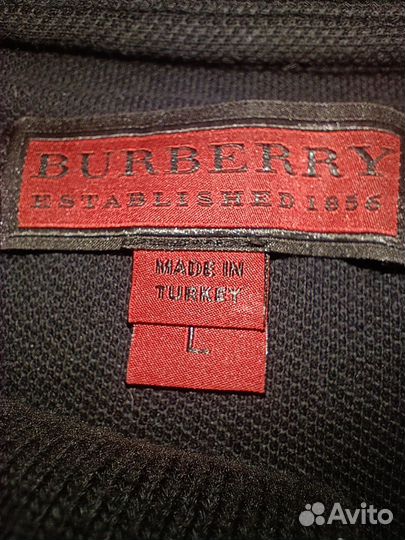 BURBERRY
ESTABLISHED 1856
MADE IN
TURKEY
L
Avito